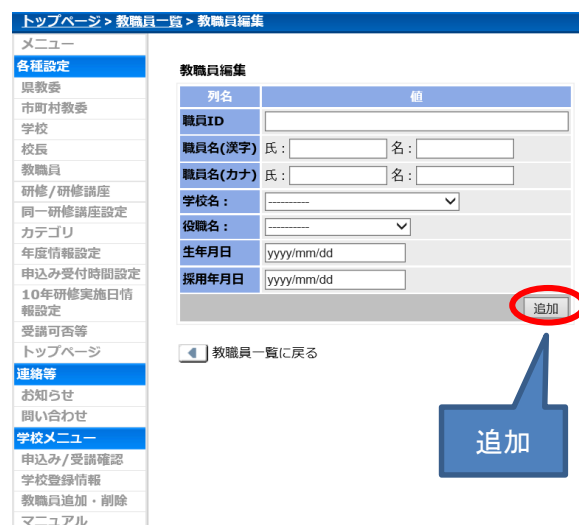 トップページ > 教職員一覧 > 教職員編集
メニュー
各種設定
県教委
市町村教委
学校
校長
教職員
研修/研修講座
同一研修講座設定
カテゴリ
年度情報設定
申込み受付時間設定
10年研修実施日情
報設定
受講可否等
トップページ
連絡等
お知らせ
問い合わせ
学校メニュー
申込み/受講確認
学校登録情報
教職員追加・削除
マニュアル
教職員編集
列名 値
職員ID
職員名(漢字) 氏: 名:
職員名(カナ) 氏: 名:
学校名: ----------
役職名: ----------
生年月日 yyyy/mm/dd
採用年月日 yyyy/mm/dd
追加
教職員一覧に戻る
追加